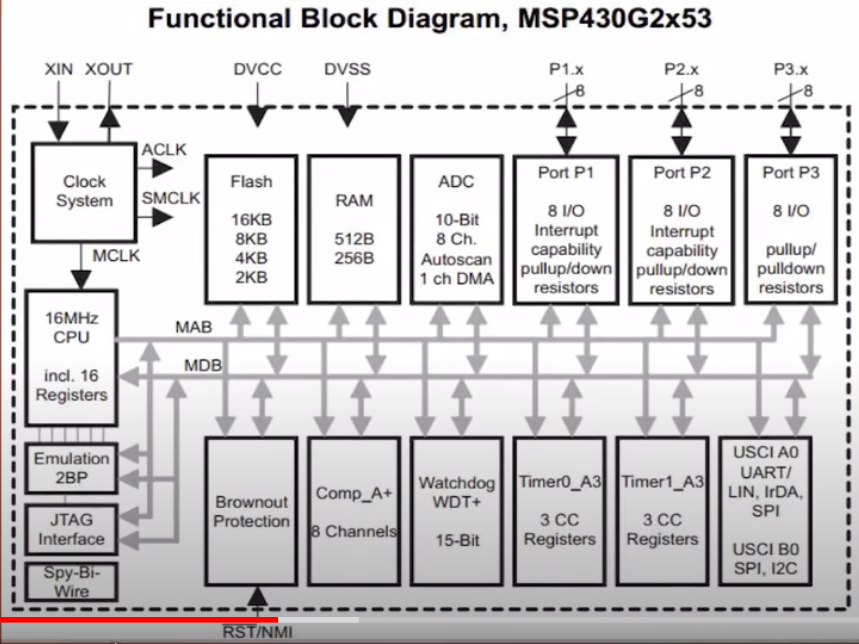 Functional Block Diagram, MSP430G2x53
XIN XOUT DVCC DVSS P1.x P2.x P3.x
8 8 8
ACLK
SMCLK
MCLK
Clock
System
Flash
16KB
8KB
4KB
2KB
RAM
512B
256B
ADC
10-Bit
8 Ch.
Autoscan
1 ch DMA
Port P1
8 I/O
Interrupt
capability
pullup/down
resistors
Port P2
8 I/O
Interrupt
capability
pullup/down
resistors
Port P3
8 I/O
pullup/
pulldown
resistors
16MHz
CPU
incl. 16
Registers
MAB
MDB
Emulation
2BP
JTAG
Interface
Spy-Bi-
Wire
Brownout
Protection
Comp_A+
8 Channels
Watchdog
WDT+
15-Bit
Timer0_A3
3 CC
Registers
Timer1_A3
3 CC
Registers
USCI A0
UART/
LIN, IrDA,
SPI
USCI B0
SPI, I2C
RST/NMI